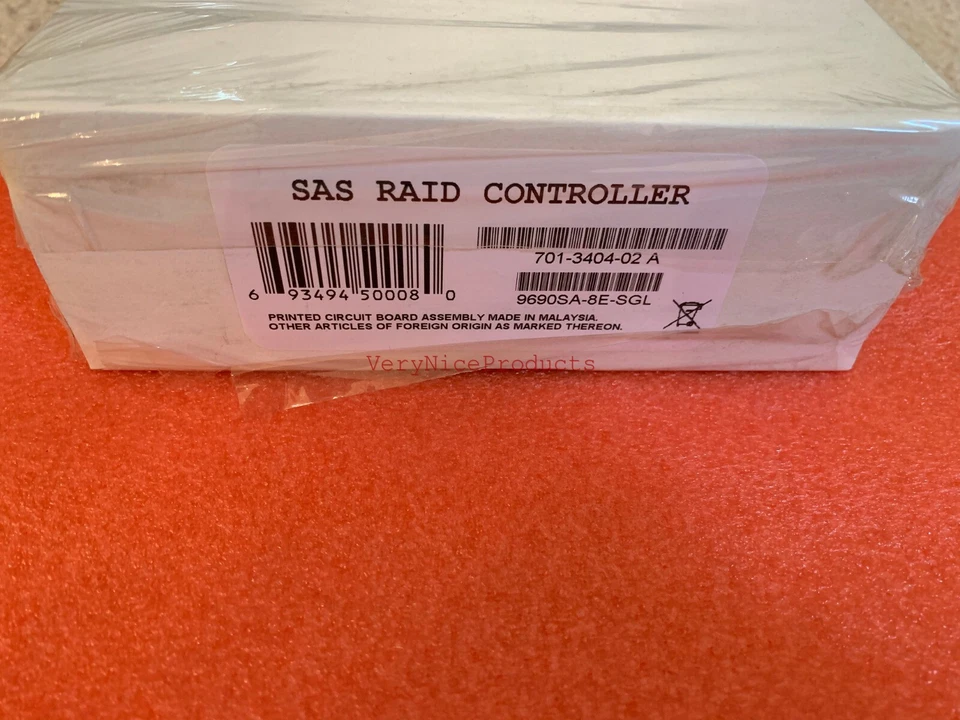 SAS RAID CONTROLLER
701-3404-02 A
6 93494 50008 0
9690SA-8E-SGL
PRINTED CIRCUIT BOARD ASSEMBLY MADE IN MALAYSIA.
OTHER ARTICLES OF FOREIGN ORIGIN AS MARKED THEREON.
VeryNiceProducts